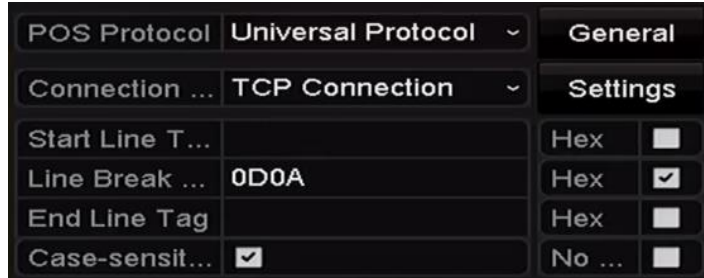 POS Protocol Universal Protocol General
Connection ... TCP Connection Settings
Start Line T... Hex
Line Break ... 0D0A Hex
End Line Tag Hex
Case-sensit... No ...